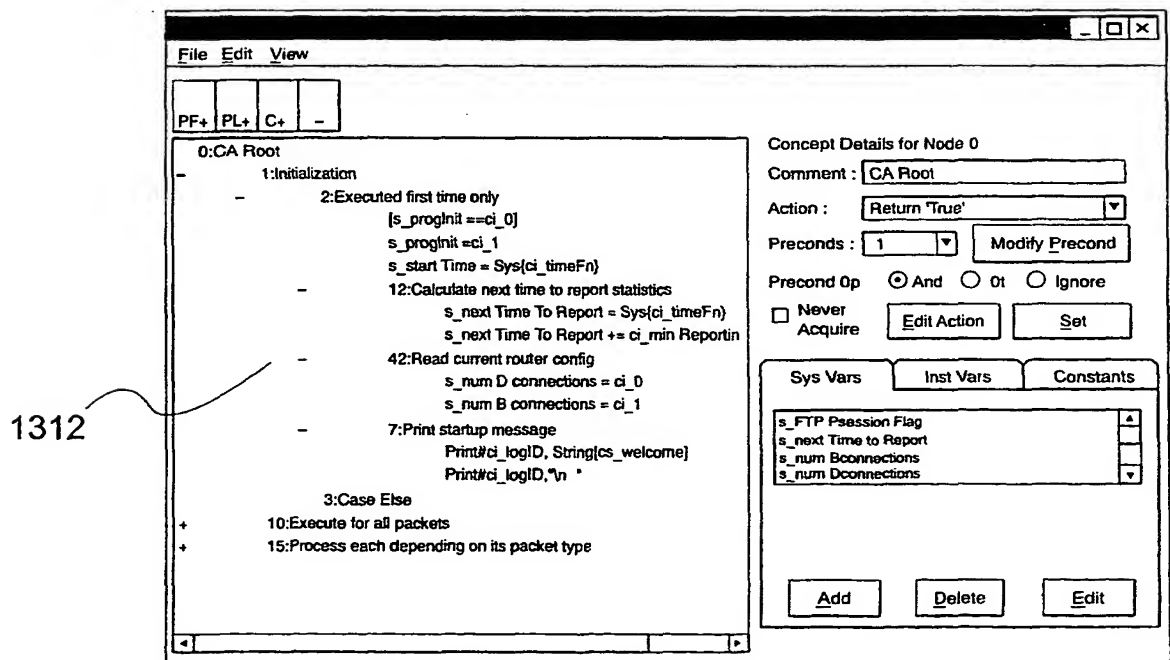 File Edit View
PF+ PL+ C+ –
0:CA Root
– 1:Initialization
– 2:Executed first time only
[s_progInit ==ci_0]
s_progInit =ci_1
s_start Time = Sys{ci_timeFn}
– 12:Calculate next time to report statistics
s_next Time To Report = Sys{ci_timeFn}
s_next Time To Report += ci_min Reportin
– 42:Read current router config
s_num D connections = ci_0
s_num B connections = ci_1
– 7:Print startup message
Print#ci_logID, String[cs_welcome]
Print#ci_logID,"\n "
3:Case Else
+ 10:Execute for all packets
+ 15:Process each depending on its packet type
1312
Concept Details for Node 0
Comment : CA Root
Action : Return 'True'
Preconds : 1 Modify Precond
Precond 0p And 0t Ignore
Never Acquire Edit Action Set
Sys Vars Inst Vars Constants
s_FTP Psession Flag
s_next Time to Report
s_num Bconnections
s_num Dconnections
Add Delete Edit